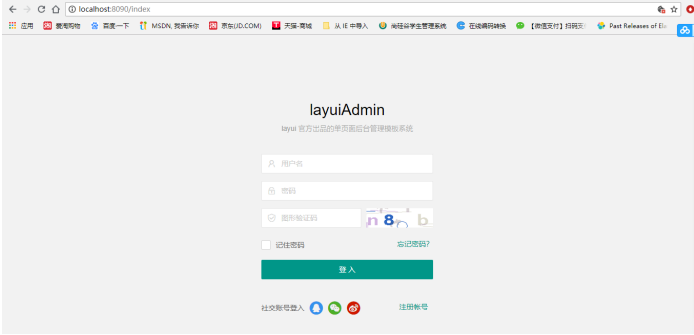 localhost:8090/index
应用 爱淘购物 百度一下 MSDN, 我告诉你 京东(JD.COM) 天猫-商城 从 IE 中导入 尚硅谷学生管理系统 在线编码转换 【微信支付】扫码支 Past Releases of Ele
layuiAdmin
layui 官方出品的单页面后台管理模板系统
用户名
密码
图形验证码 n 8 b
记住密码 忘记密码?
登 入
社交账号登入 注册帐号